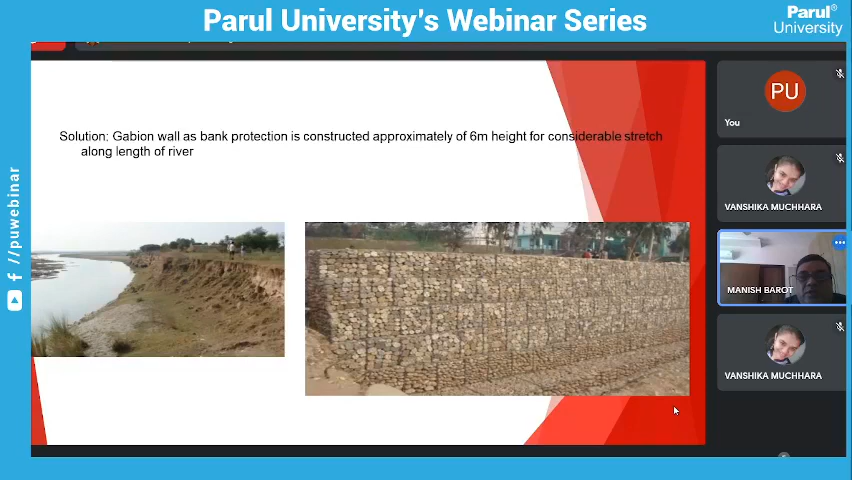 Parul University's Webinar Series
Parul®
University
/puwebinar
Solution: Gabion wall as bank protection is constructed approximately of 6m height for considerable stretch
along length of river
PU
You
VANSHIKA MUCHHARA
MANISH BAROT
VANSHIKA MUCHHARA